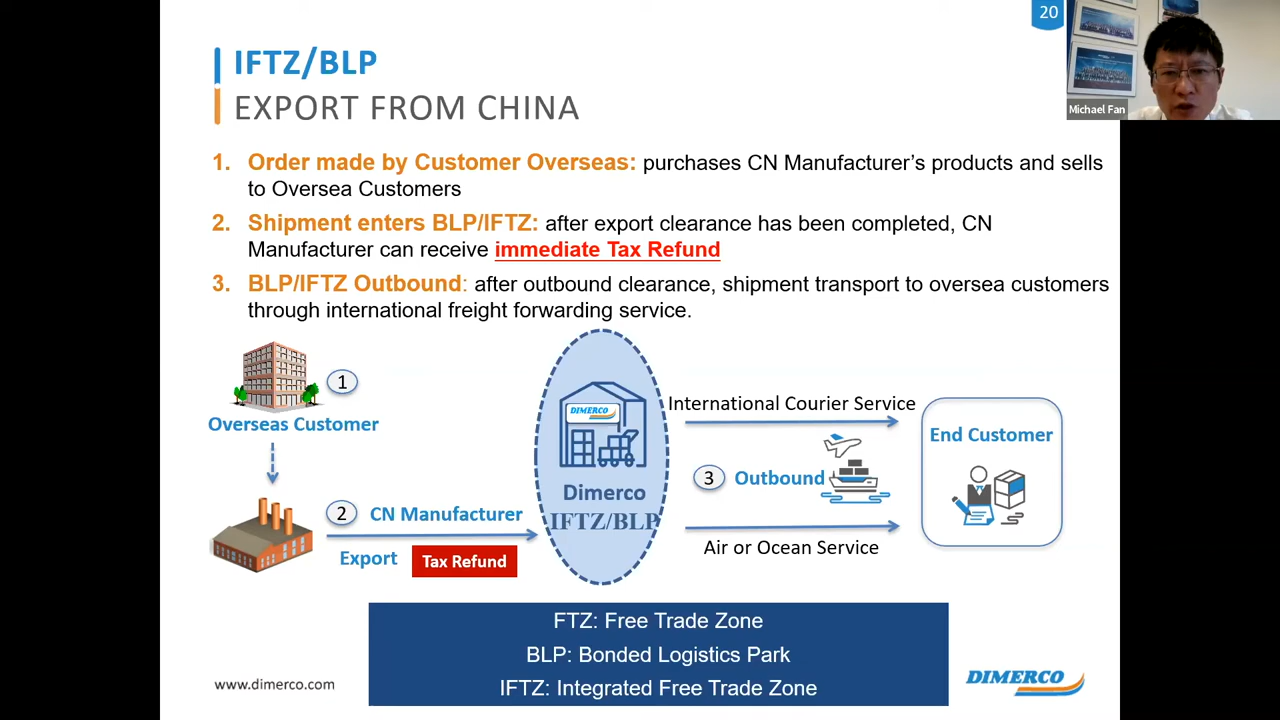 20
IFTZ/BLP
EXPORT FROM CHINA
Michael Fan
1. Order made by Customer Overseas: purchases CN Manufacturer's products and sells
to Oversea Customers
2. Shipment enters BLP/IFTZ: after export clearance has been completed, CN
Manufacturer can receive immediate Tax Refund
3. BLP/IFTZ Outbound: after outbound clearance, shipment transport to oversea customers
through international freight forwarding service.
1
Overseas Customer
2 CN Manufacturer
Export Tax Refund
DIMERCO
Dimerco
IFTZ/BLP
International Courier Service
3 Outbound
Air or Ocean Service
End Customer
FTZ: Free Trade Zone
BLP: Bonded Logistics Park
IFTZ: Integrated Free Trade Zone
www.dimerco.com
DIMERCO